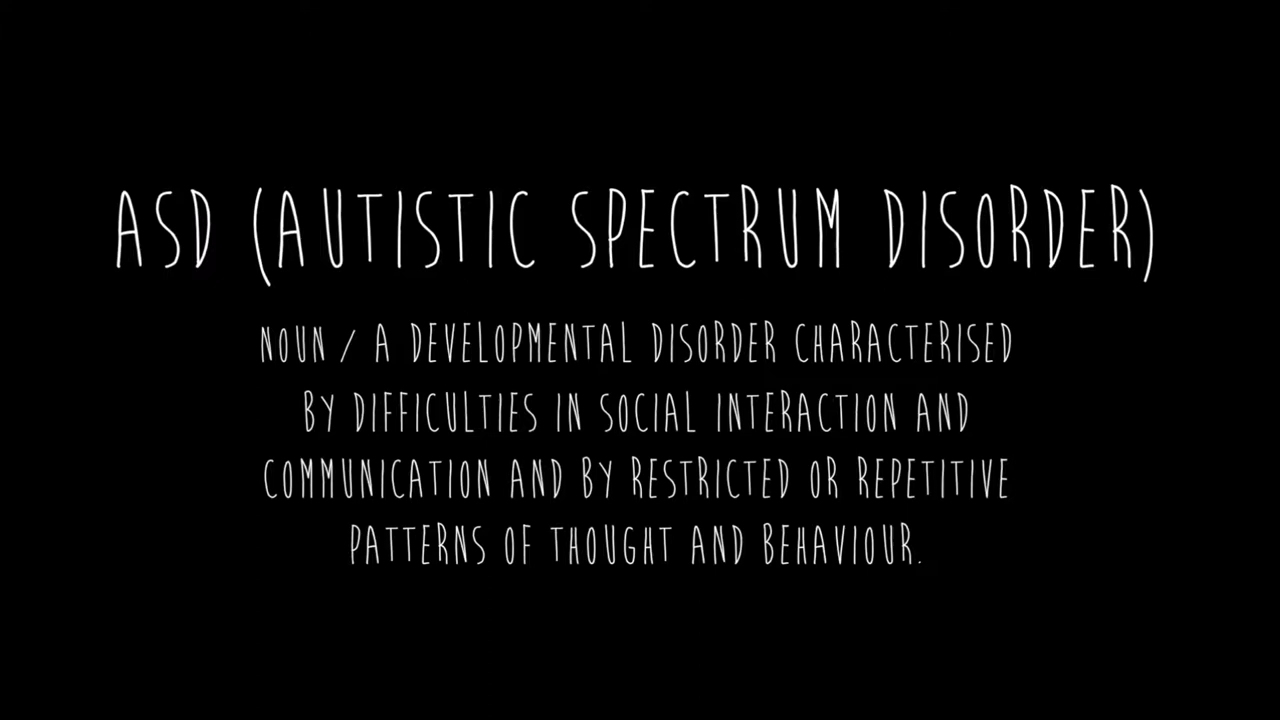 ASD (AUTISTIC SPECTRUM DISORDER)
NOUN / A DEVELOPMENTAL DISORDER CHARACTERISED
BY DIFFICULTIES IN SOCIAL INTERACTION AND
COMMUNICATION AND BY RESTRICTED OR REPETITIVE
PATTERNS OF THOUGHT AND BEHAVIOUR.